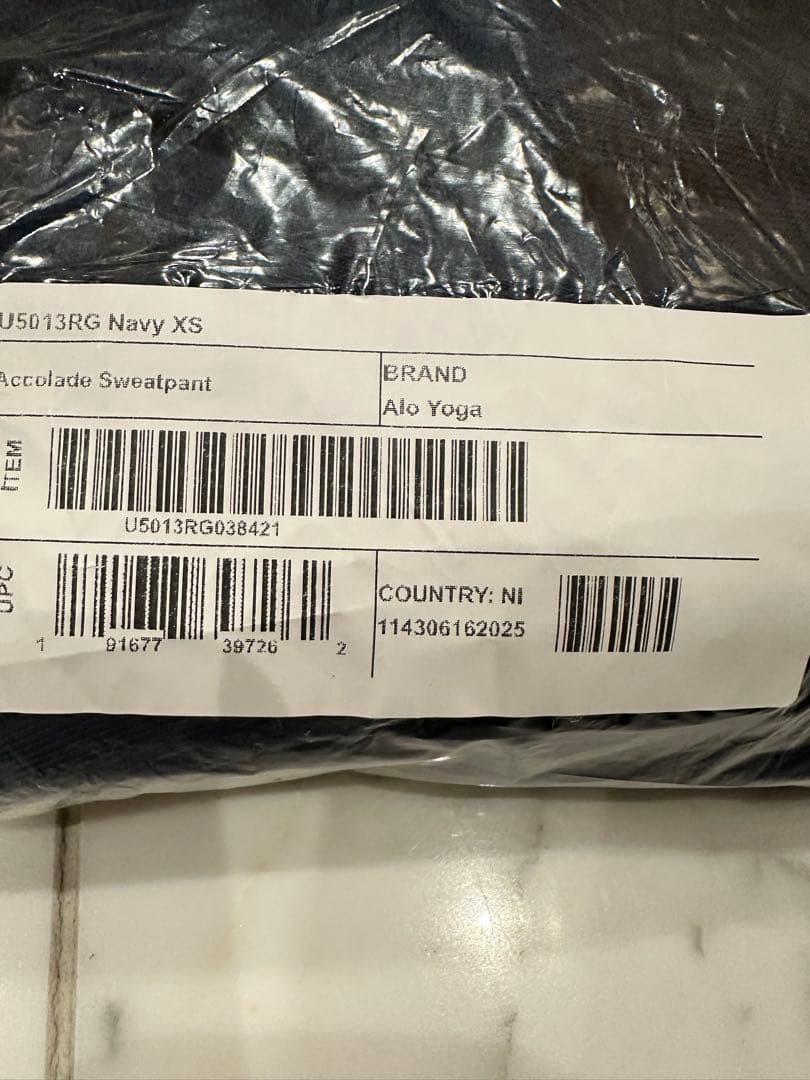 U5013RG Navy XS
Accolade Sweatpant
BRAND
Alo Yoga
ITEM
U5013RG038421
UPC
1 91677 39726 2
COUNTRY: NI
114306162025